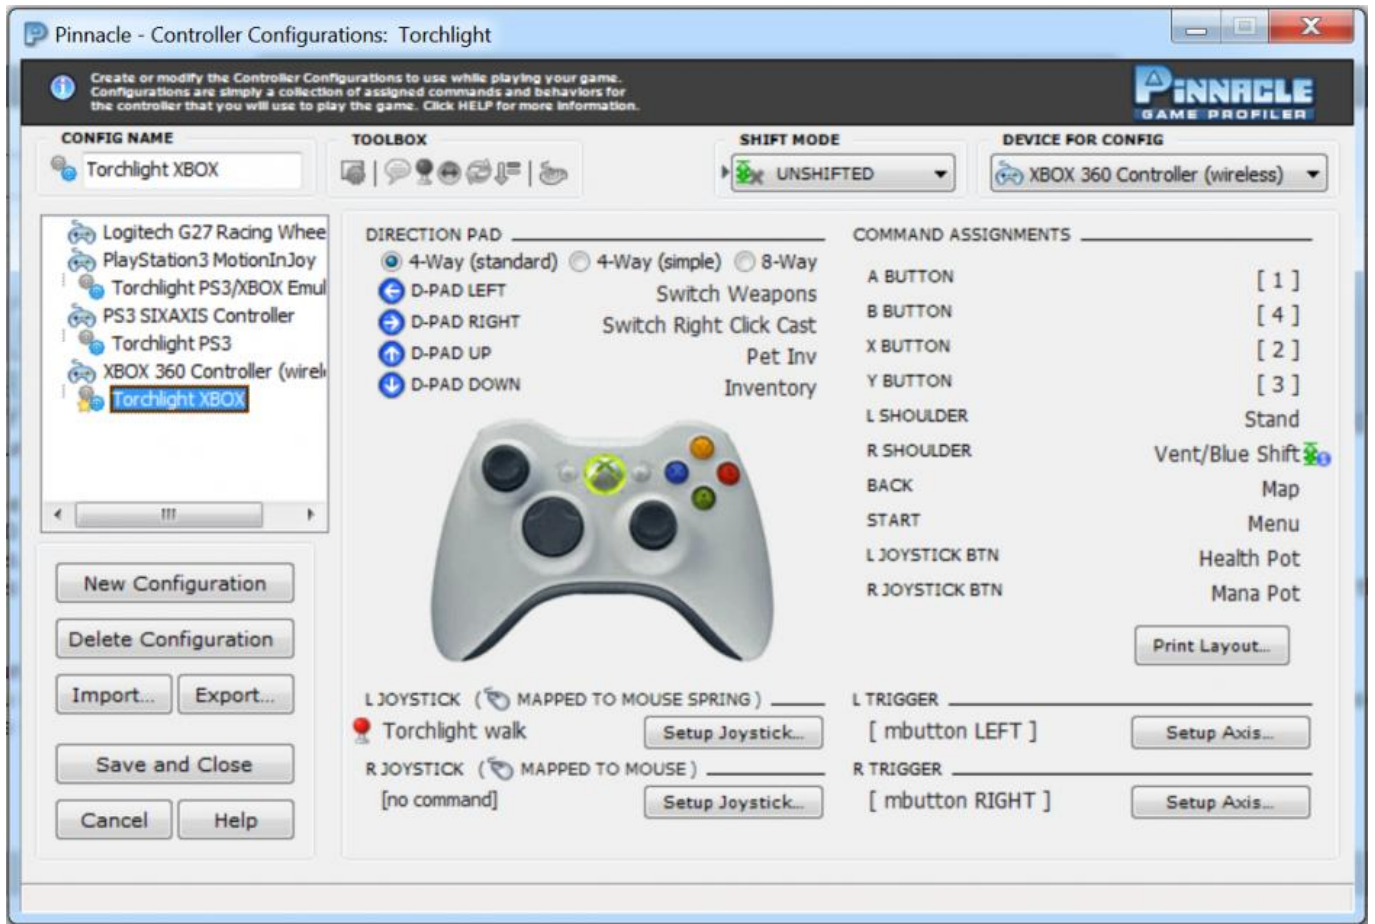 Pinnacle - Controller Configurations: Torchlight
Create or modify the Controller Configurations to use while playing your game.
Configurations are simply a collection of assigned commands and behaviors for
the controller that you will use to play the game. Click HELP for more information.
PINNACLE
GAME PROFILER
CONFIG NAME
TOOLBOX
SHIFT MODE
DEVICE FOR CONFIG
Torchlight XBOX
UNSHIFTED
XBOX 360 Controller (wireless)
Logitech G27 Racing Whee
PlayStation3 MotionInJoy
Torchlight PS3/XBOX Emul
PS3 SIXAXIS Controller
Torchlight PS3
XBOX 360 Controller (wirel
Torchlight XBOX
New Configuration
Delete Configuration
Import... Export...
Save and Close
Cancel Help
DIRECTION PAD
4-Way (standard) 4-Way (simple) 8-Way
D-PAD LEFT Switch Weapons
D-PAD RIGHT Switch Right Click Cast
D-PAD UP Pet Inv
D-PAD DOWN Inventory
COMMAND ASSIGNMENTS
A BUTTON [ 1 ]
B BUTTON [ 4 ]
X BUTTON [ 2 ]
Y BUTTON [ 3 ]
L SHOULDER Stand
R SHOULDER Vent/Blue Shift
BACK Map
START Menu
L JOYSTICK BTN Health Pot
R JOYSTICK BTN Mana Pot
Print Layout...
L JOYSTICK ( MAPPED TO MOUSE SPRING )
Torchlight walk Setup Joystick...
R JOYSTICK ( MAPPED TO MOUSE )
[no command] Setup Joystick...
L TRIGGER
[ mbutton LEFT ] Setup Axis...
R TRIGGER
[ mbutton RIGHT ] Setup Axis...